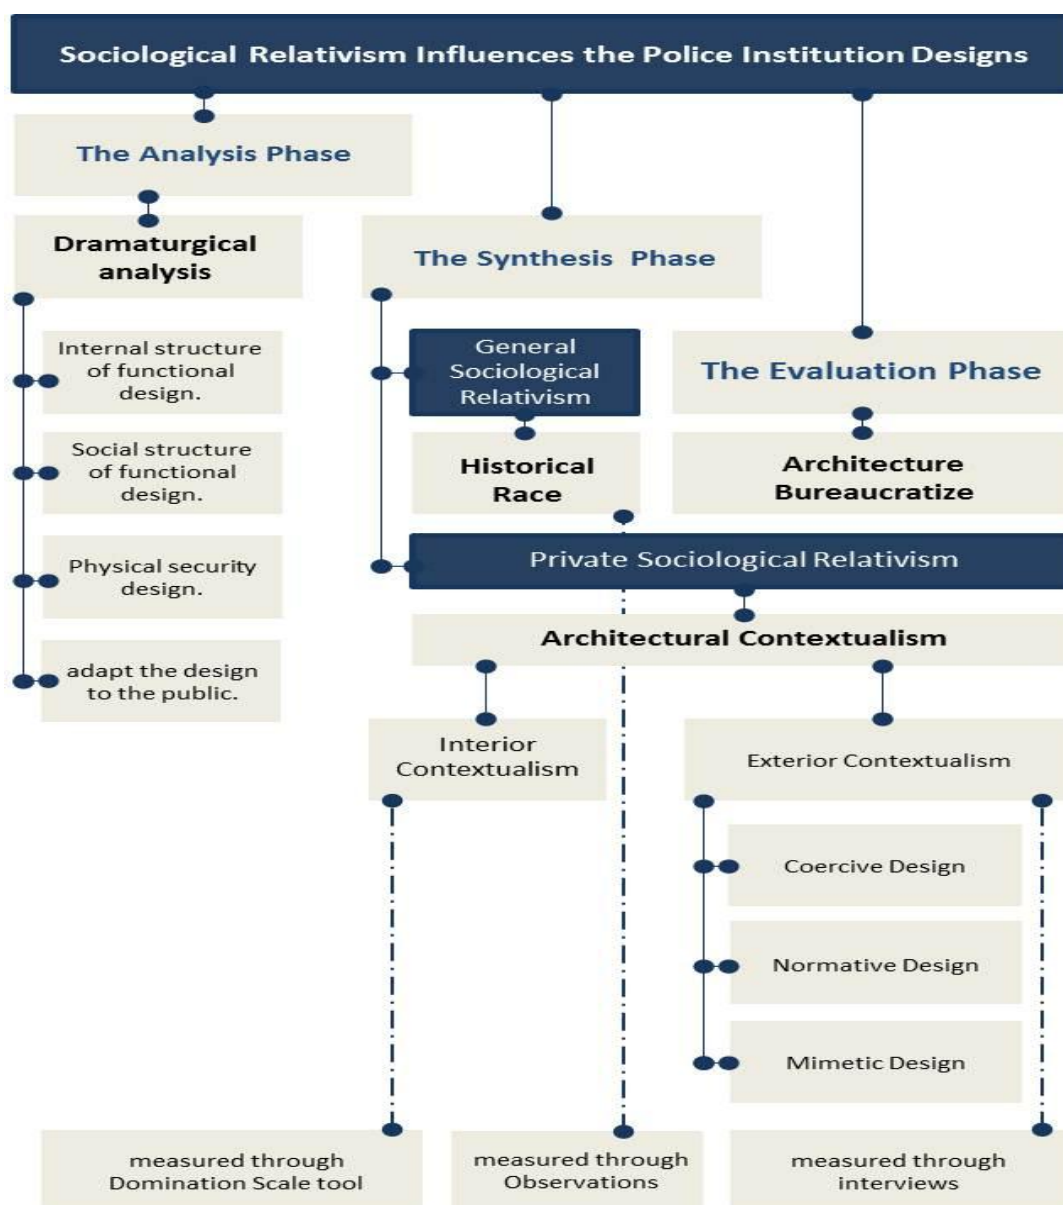 Sociological Relativism Influences the Police Institution Designs
The Analysis Phase
Dramaturgical
analysis
Internal structure
of functional
design.
Social structure
of functional
design.
Physical security
design.
adapt the design
to the public.
The Synthesis Phase
General
Sociological
Relativism
Historical
Race
Private Sociological Relativism
Architectural Contextualism
Interior
Contextualism
Exterior Contextualism
Coercive Design
Normative Design
Mimetic Design
The Evaluation Phase
Architecture
Bureaucratize
measured through
Domination Scale tool
measured through
Observations
measured through
interviews